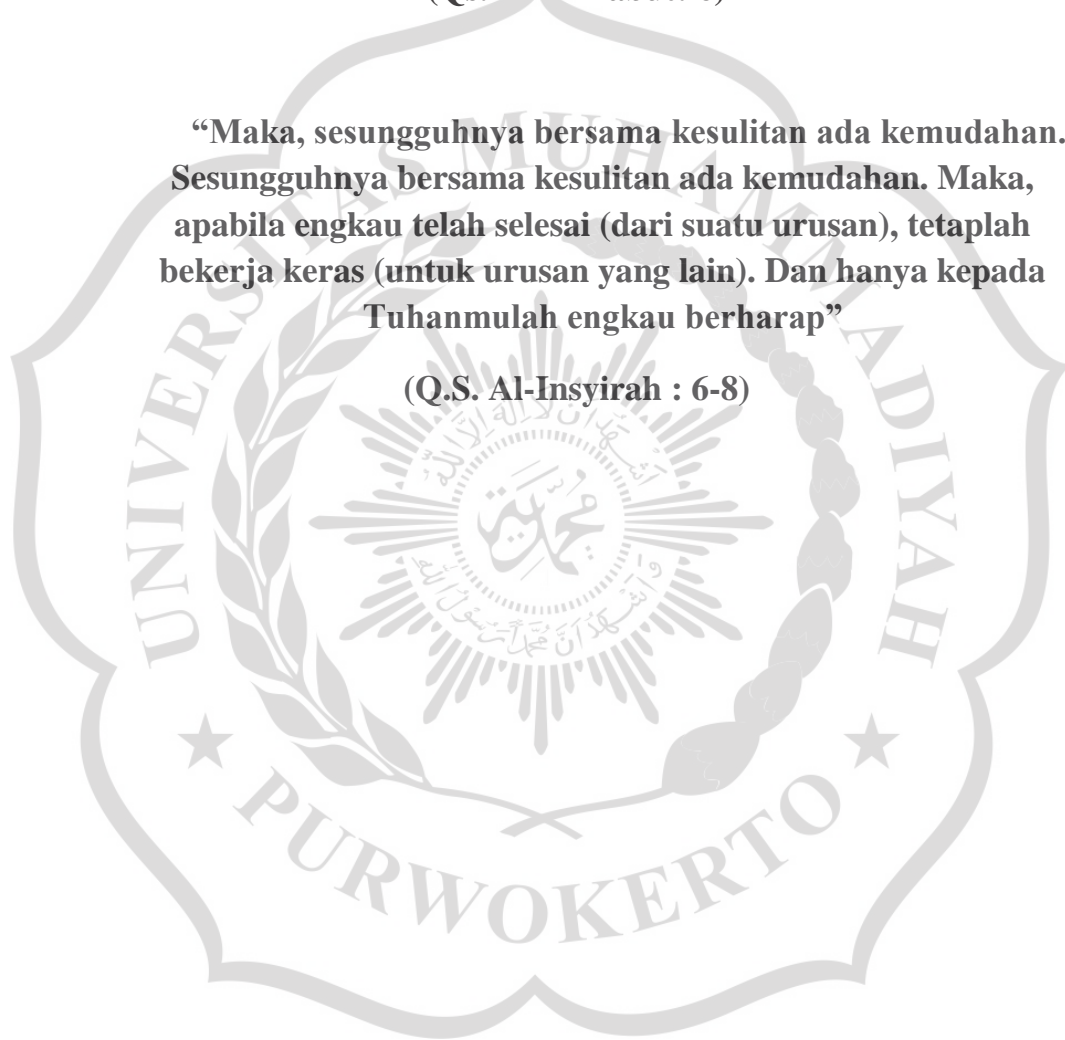 “Maka, sesungguhnya bersama kesulitan ada kemudahan.
Sesungguhnya bersama kesulitan ada kemudahan. Maka,
apabila engkau telah selesai (dari suatu urusan), tetaplah
bekerja keras (untuk urusan yang lain). Dan hanya kepada
Tuhanmulah engkau berharap”
(Q.S. Al-Insyirah : 6-8)
UNIVERSITAS MUHAMMADIYAH
PURWOKERTO